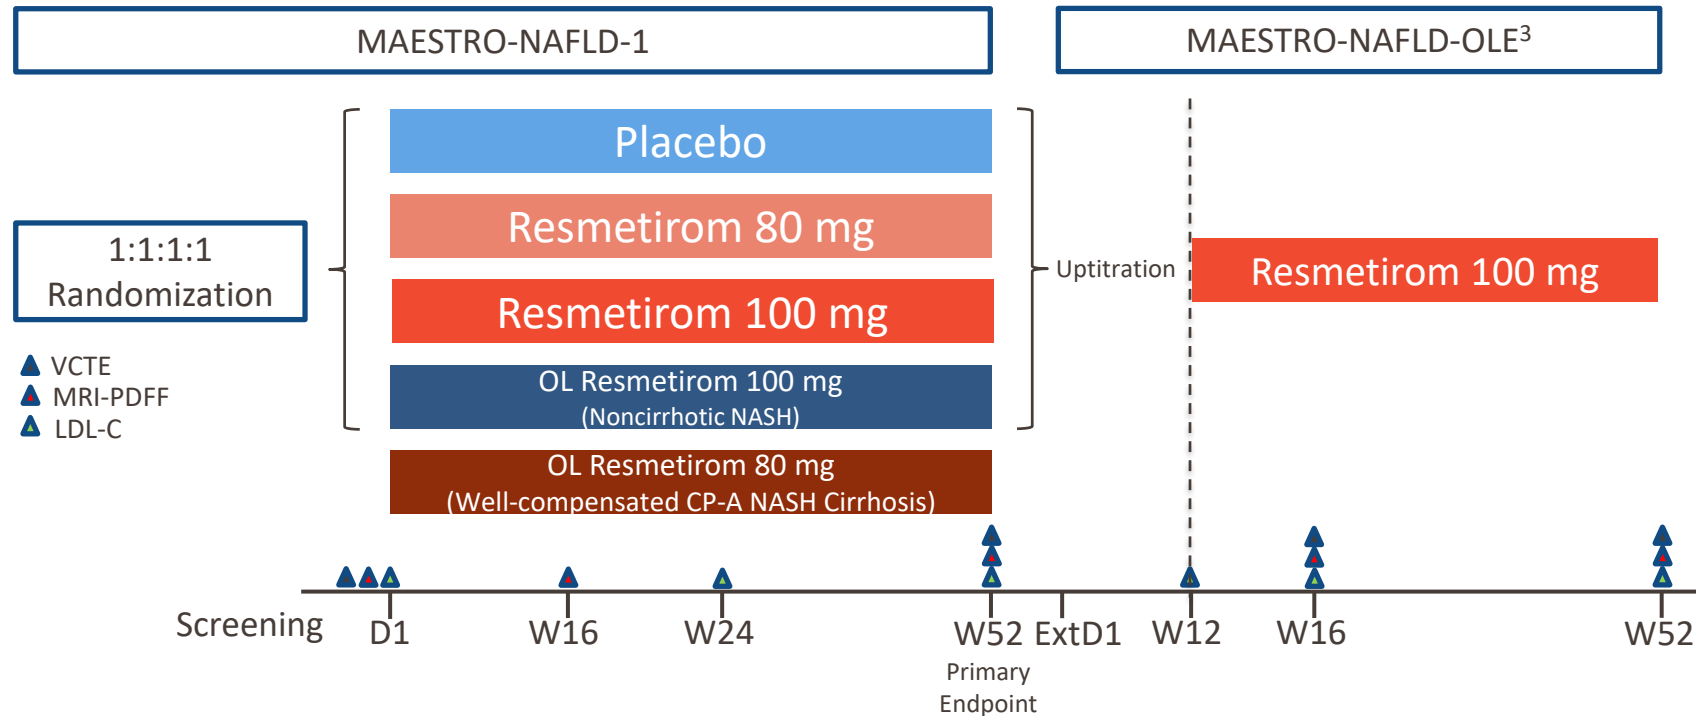 MAESTRO-NAFLD-1
MAESTRO-NAFLD-OLE³
Placebo
Resmetirom 80 mg
1:1:1:1
Randomization
Uptitration
Resmetirom 100 mg
Resmetirom 100 mg
VCTE
MRI-PDFF
LDL-C
OL Resmetirom 100 mg
(Noncirrhotic NASH)
OL Resmetirom 80 mg
(Well-compensated CP-A NASH Cirrhosis)
Screening
D1
W16
W24
W52
ExtD1
W12
W16
W52
Primary
Endpoint